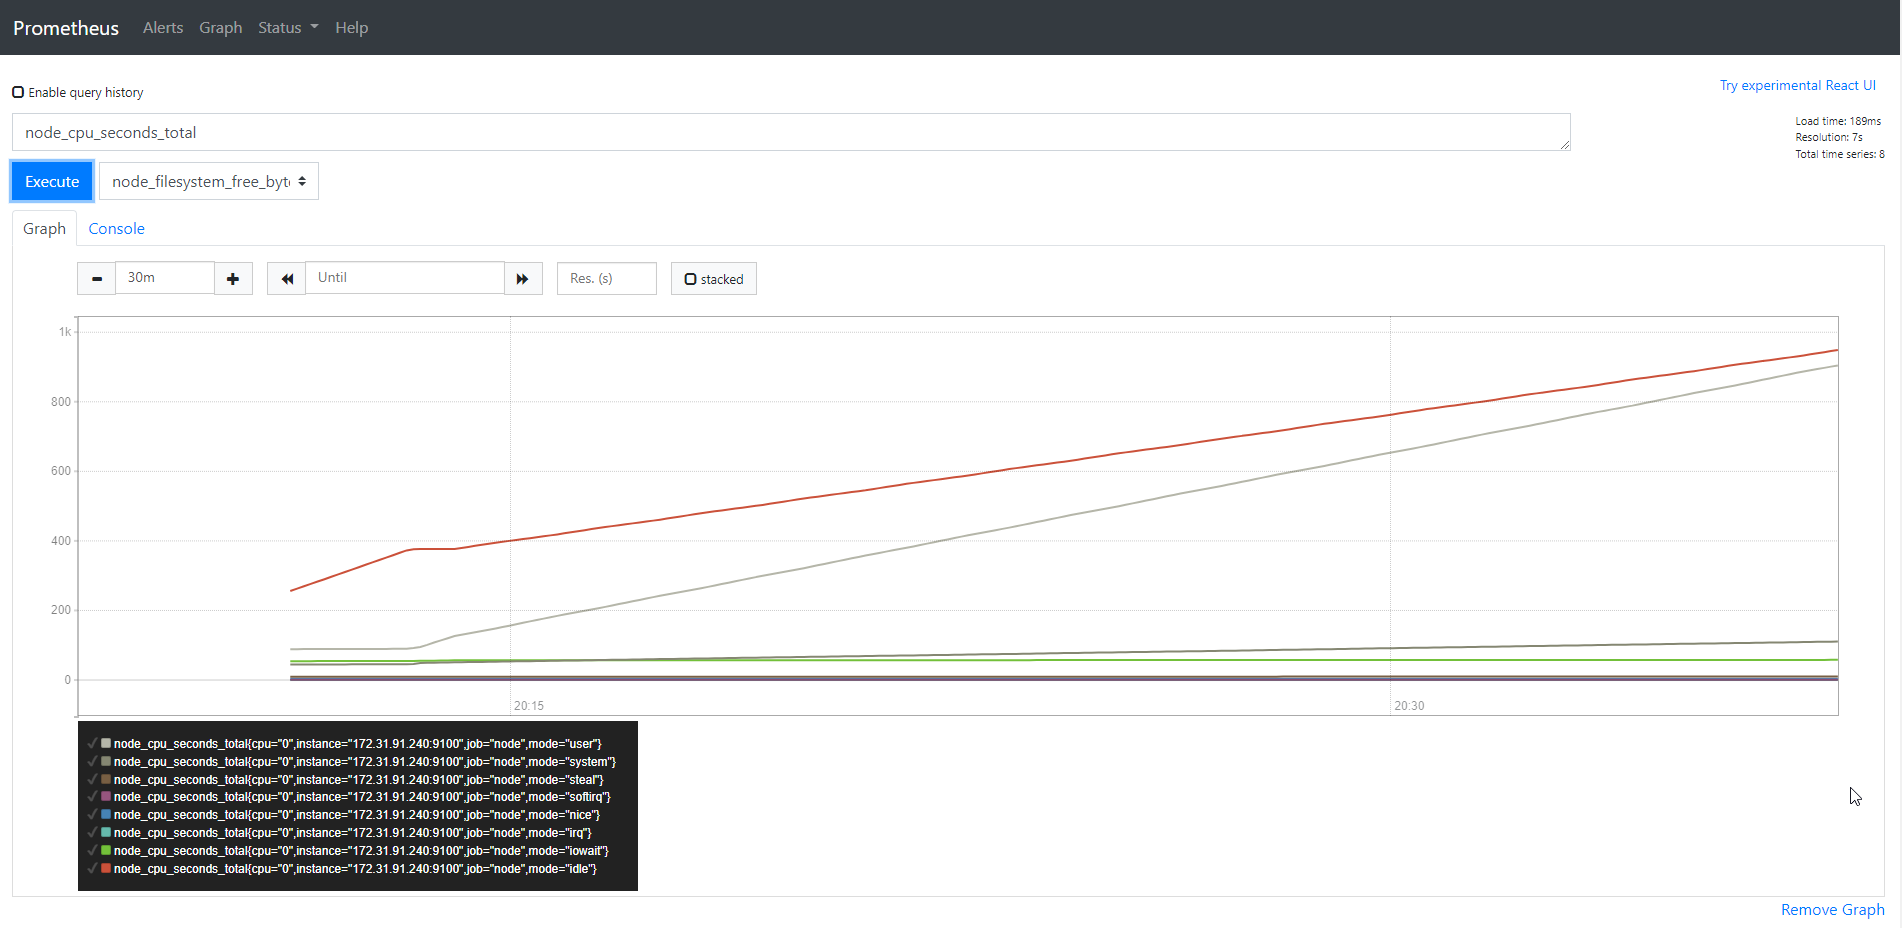 Prometheus Alerts Graph Status Help
Enable query history
Try experimental React UI
node_cpu_seconds_total
Load time: 189ms
Resolution: 7s
Total time series: 8
Execute node_filesystem_free_byt
Graph Console
30m Until Res. (s) stacked
1k
800
600
400
200
0
20:15 20:30
node_cpu_seconds_total{cpu="0",instance="172.31.91.240:9100",job="node",mode="user"}
node_cpu_seconds_total{cpu="0",instance="172.31.91.240:9100",job="node",mode="system"}
node_cpu_seconds_total{cpu="0",instance="172.31.91.240:9100",job="node",mode="steal"}
node_cpu_seconds_total{cpu="0",instance="172.31.91.240:9100",job="node",mode="softirq"}
node_cpu_seconds_total{cpu="0",instance="172.31.91.240:9100",job="node",mode="nice"}
node_cpu_seconds_total{cpu="0",instance="172.31.91.240:9100",job="node",mode="irq"}
node_cpu_seconds_total{cpu="0",instance="172.31.91.240:9100",job="node",mode="iowait"}
node_cpu_seconds_total{cpu="0",instance="172.31.91.240:9100",job="node",mode="idle"}
Remove Graph